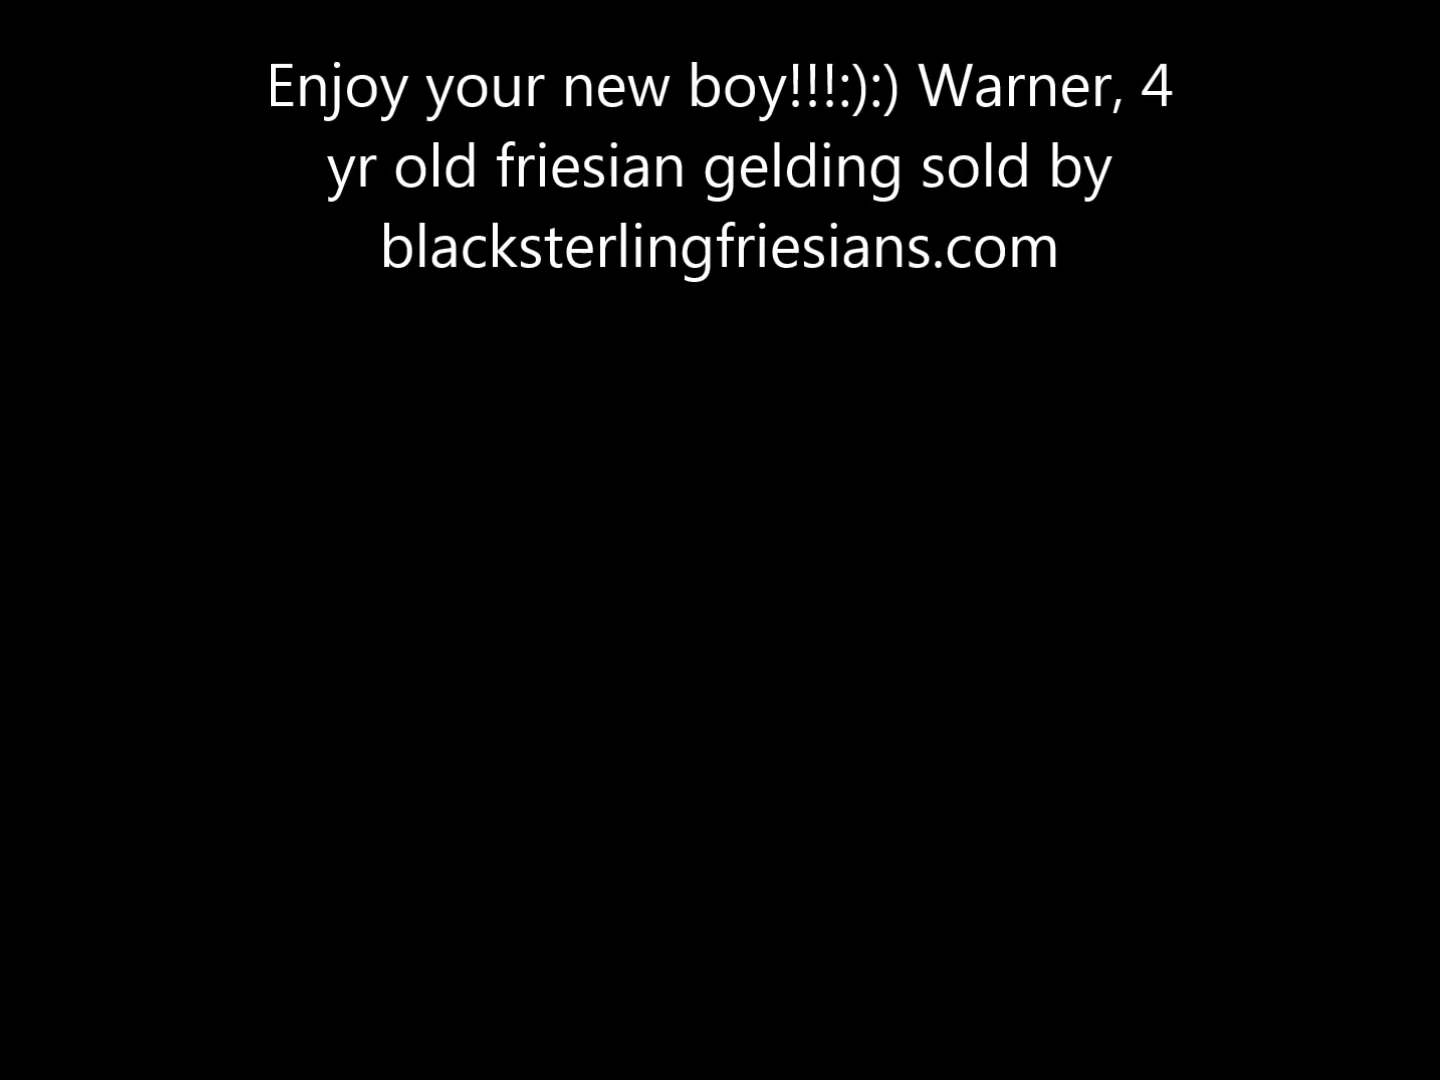 Enjoy your new boy!!!:):) Warner, 4
yr old friesian gelding sold by
blacksterlingfriesians.com